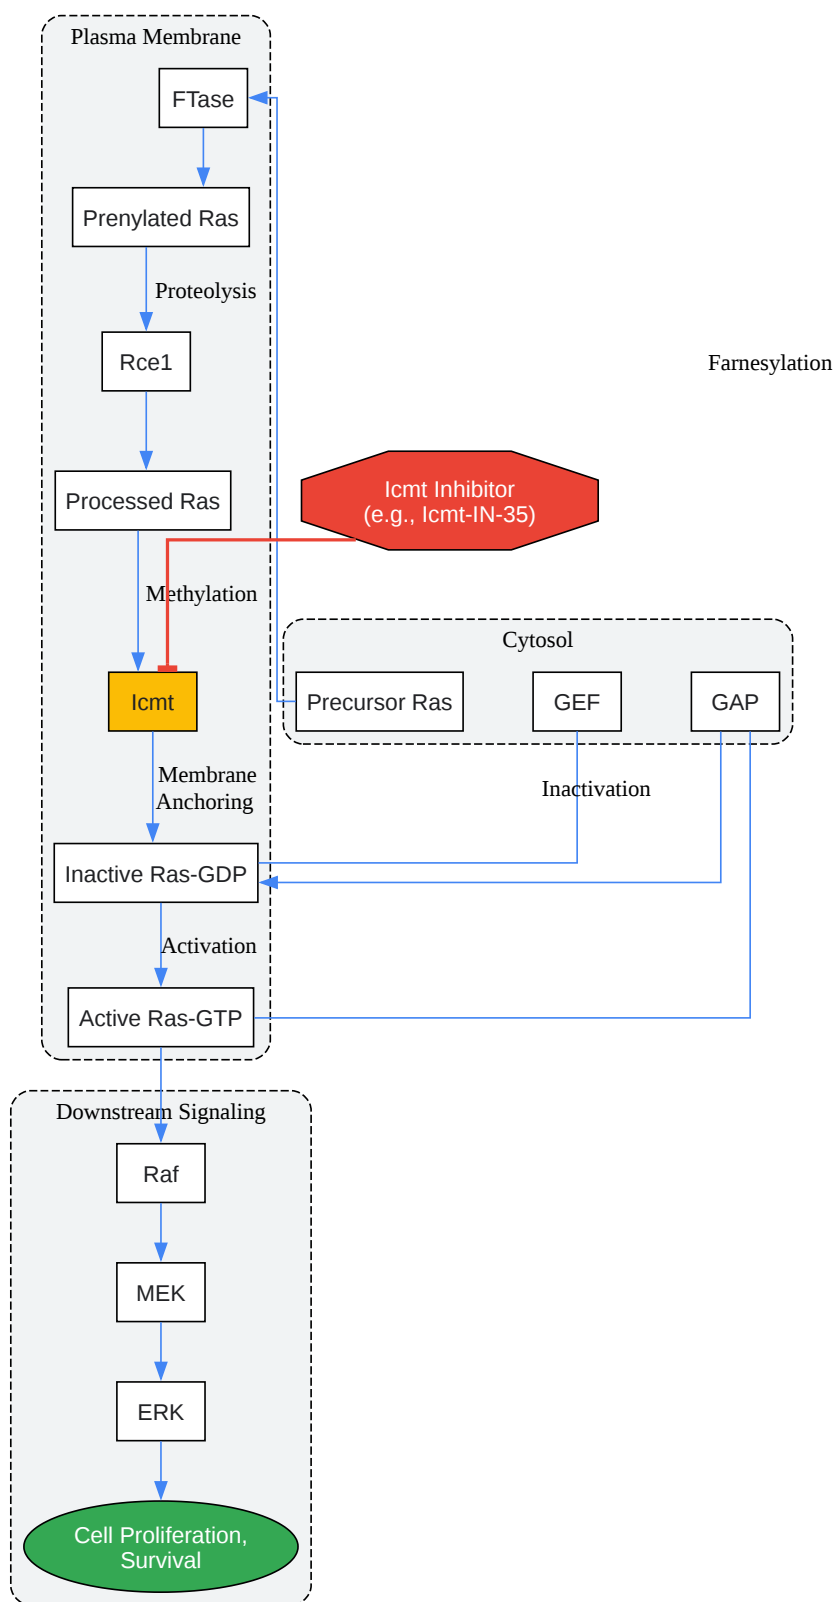 Plasma Membrane
FTase
Prenylated Ras
Proteolysis
Rce1
Farnesylation
Processed Ras
Icmt Inhibitor
(e.g., Icmt-IN-35)
Methylation
Cytosol
Icmt
Precursor Ras
GEF
GAP
Membrane
Anchoring
Inactivation
Inactive Ras-GDP
Activation
Active Ras-GTP
Downstream Signaling
Raf
MEK
ERK
Cell Proliferation,
Survival